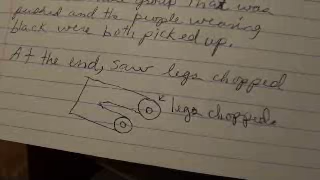 group that was
pushed and the people wearing
black were both picked up.
At the end, saw legs chopped
legs chopped.